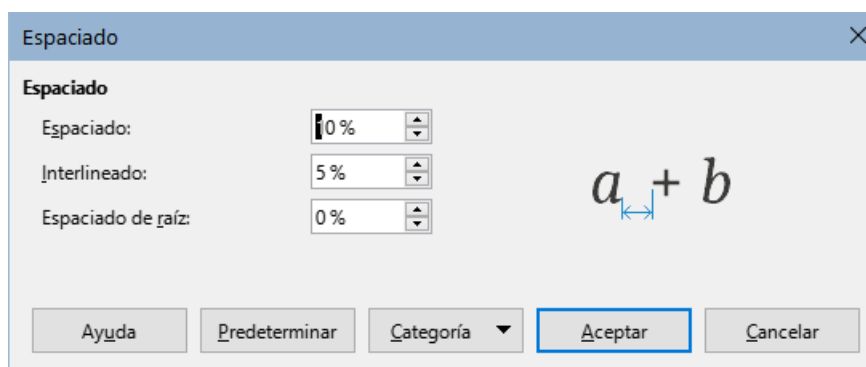 Espaciado
Espaciado
Espaciado: 10 %
Interlineado: 5 %
Espaciado de raíz: 0 %
a + b
Ayuda Predeterminar Categoría Aceptar Cancelar